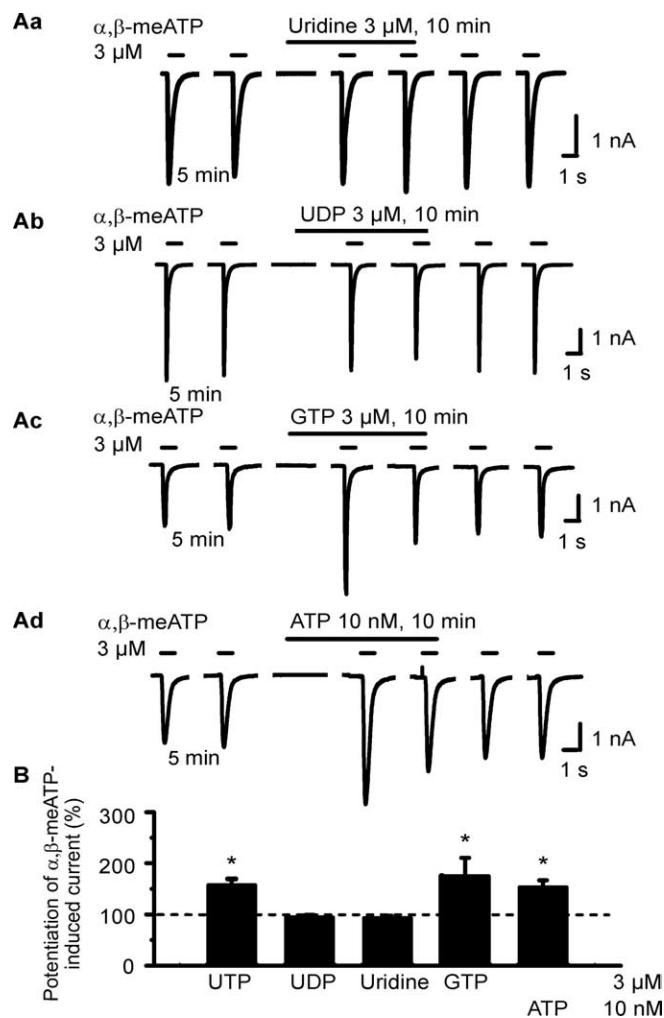 Aa
α,β-meATP
3 µM
Uridine 3 µM, 10 min
5 min
1 nA
1 s
Ab
α,β-meATP
3 µM
UDP 3 µM, 10 min
5 min
1 nA
1 s
Ac
α,β-meATP
3 µM
GTP 3 µM, 10 min
5 min
1 nA
1 s
Ad
α,β-meATP
3 µM
ATP 10 nM, 10 min
5 min
1 nA
1 s
B
Potentiation of α,β-meATP-
induced current (%)
300
200
100
0
* * *
UTP UDP Uridine GTP 3 µM
ATP 10 nM